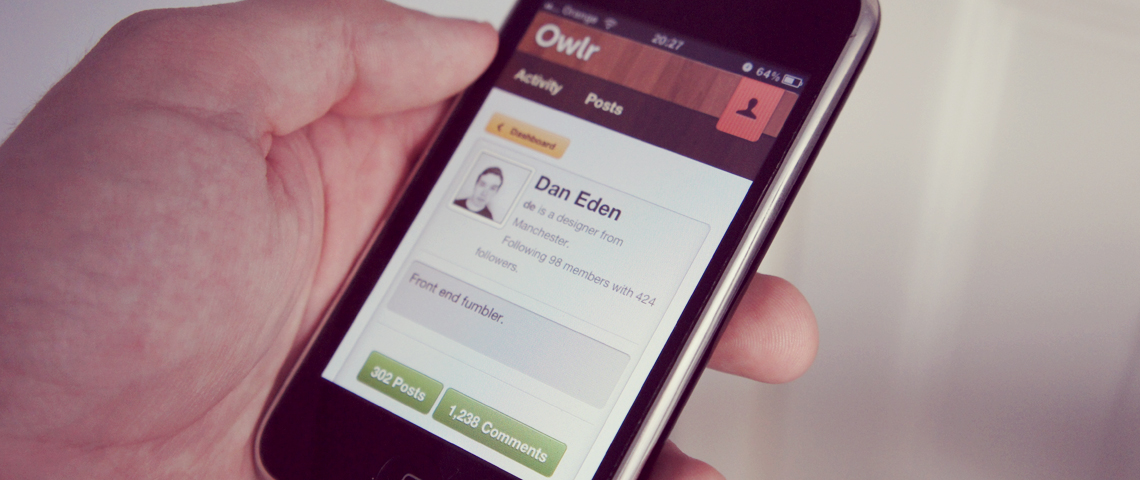 Orange
20:27
64%
Owlr
Activity Posts
Dashboard
Dan Eden
de is a designer from
Manchester.
Following 98 members with 424
followers.
Front end fumbler.
302 Posts
1,238 Comments